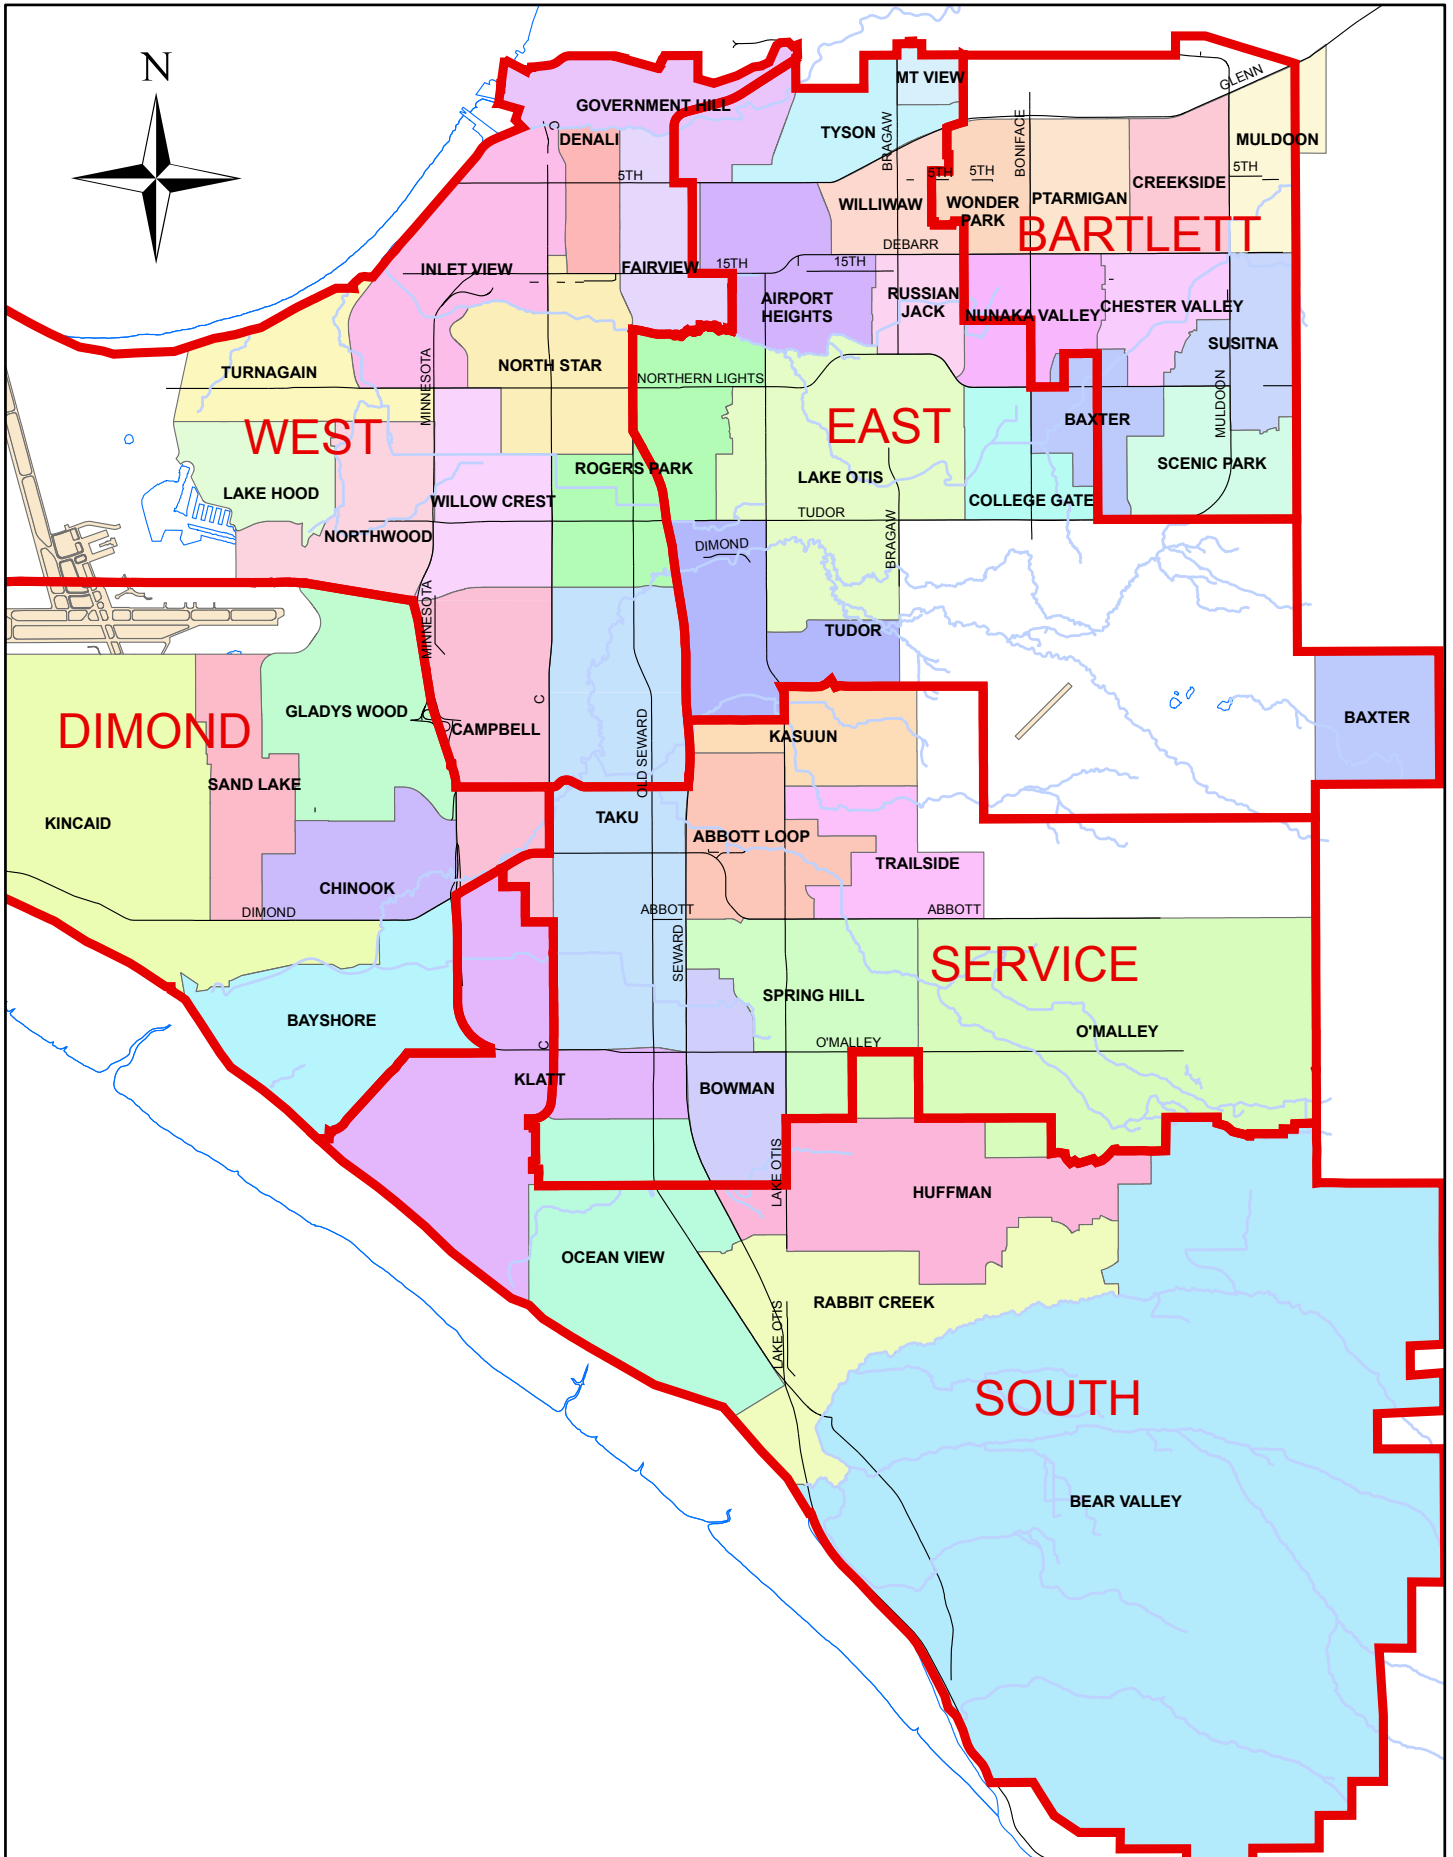 N
GOVERNMENT HILL
MT VIEW
GLENN
C
DENALI
TYSON
BRAGAW
BONIFACE
MULDOON
5TH
5TH
5TH
5TH
CREEKSIDE
WILLIWAW
WONDER
PARK
PTARMIGAN
BARTLETT
DEBARR
INLET VIEW
FAIRVIEW
15TH
15TH
AIRPORT
HEIGHTS
RUSSIAN
JACK
NUNAKA VALLEY
CHESTER VALLEY
SUSITNA
TURNAGAIN
MINNESOTA
NORTH STAR
NORTHERN LIGHTS
MULDOON
WEST
EAST
BAXTER
ROGERS PARK
SCENIC PARK
LAKE HOOD
WILLOW CREST
LAKE OTIS
COLLEGE GATE
TUDOR
NORTHWOOD
DIMOND
BRAGAW
MINNESOTA
TUDOR
DIMOND
GLADYS WOOD
C
CAMPBELL
OLD SEWARD
KASUUN
BAXTER
SAND LAKE
KINCAID
TAKU
ABBOTT LOOP
TRAILSIDE
CHINOOK
DIMOND
ABBOTT
ABBOTT
SEWARD
SERVICE
SPRING HILL
BAYSHORE
O'MALLEY
O'MALLEY
C
KLATT
BOWMAN
LAKE OTIS
HUFFMAN
OCEAN VIEW
RABBIT CREEK
LAKE OTIS
SOUTH
BEAR VALLEY